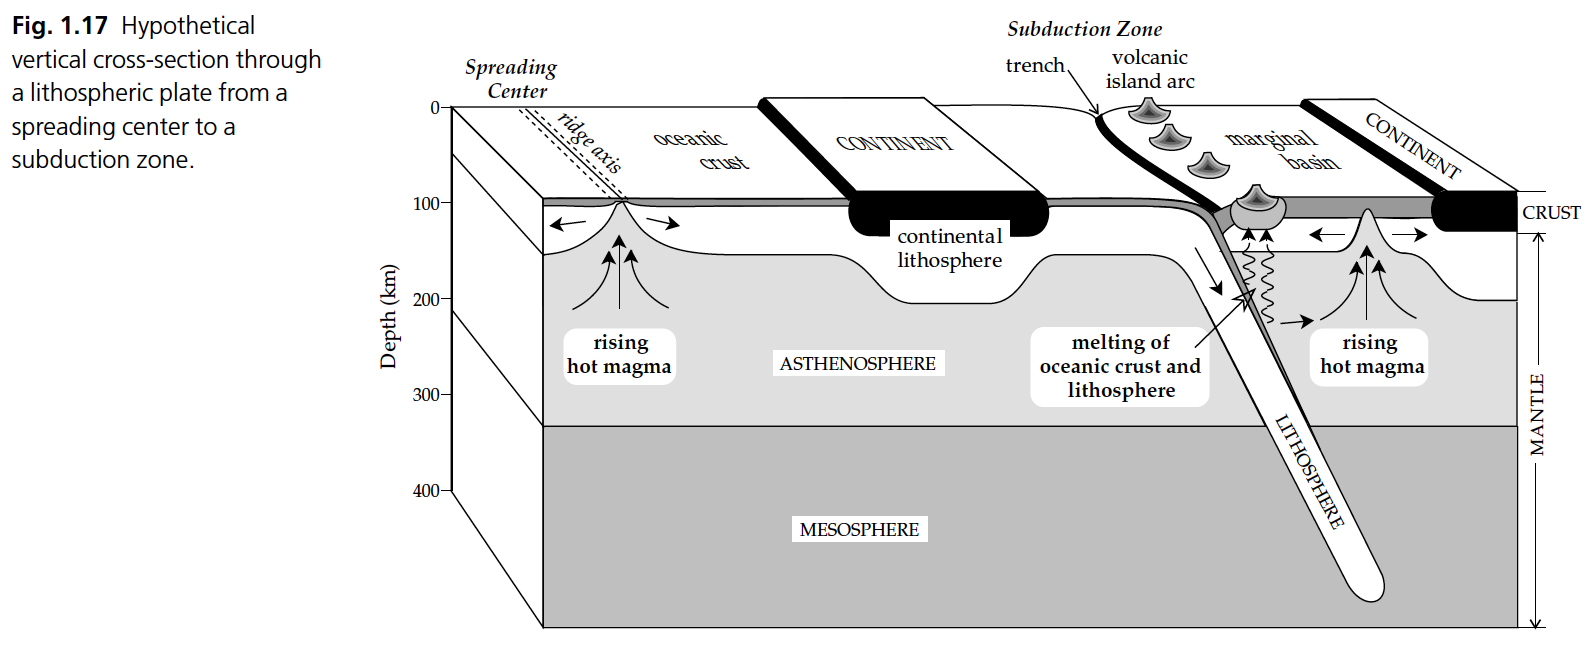 Fig. 1.17 Hypothetical
vertical cross-section through
a lithospheric plate from a
spreading center to a
subduction zone.
Subduction Zone
trench
volcanic
island arc
Spreading
Center
ridge axis
oceanic
crust
CONTINENT
marginal
basin
CONTINENT
0
100
200
300
400
Depth (km)
CRUST
MANTLE
continental
lithosphere
rising
hot magma
ASTHENOSPHERE
melting of
oceanic crust and
lithosphere
rising
hot magma
LITHOSPHERE
MESOSPHERE